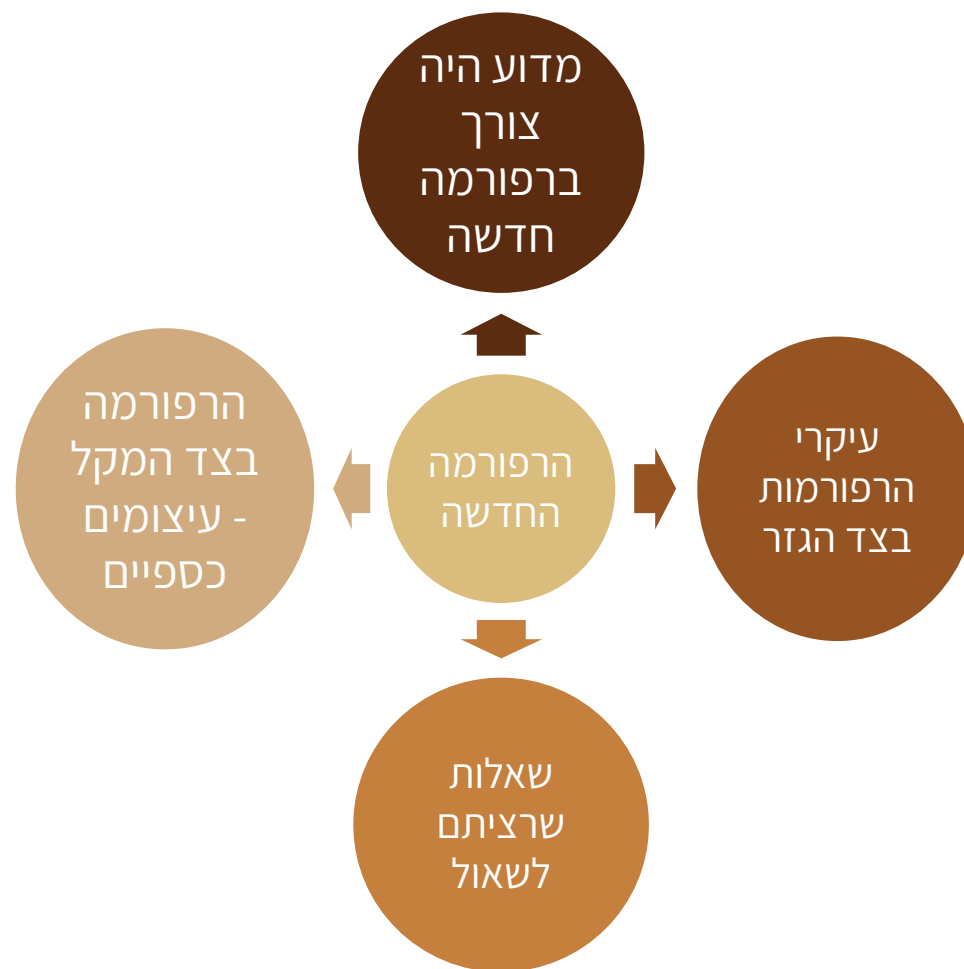 מדוע היה
צורך
ברפורמה
חדשה
עיקרי
הרפורמות
בצד הגזר
הרפורמה
החדשה
הרפורמה
בצד המקל
- עיצומים
כספיים
שאלות
שרציתם
לשאול